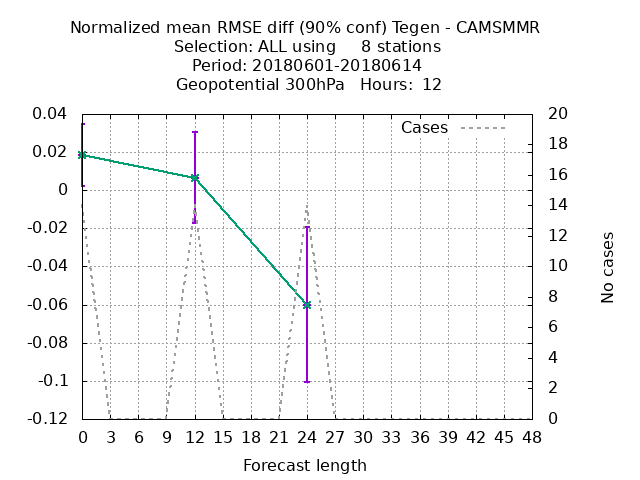 Normalized mean RMSE diff (90% conf) Tegen - CAMSMMR
Selection: ALL using     8 stations
Period: 20180601-20180614
Geopotential 300hPa   Hours:  12
Cases
0.04
0.02
0
-0.02
-0.04
-0.06
-0.08
-0.1
-0.12
20
18
16
14
12
10
8
6
4
2
0
No cases
0 3 6 9 12 15 18 21 24 27 30 33 36 39 42 45 48
Forecast length